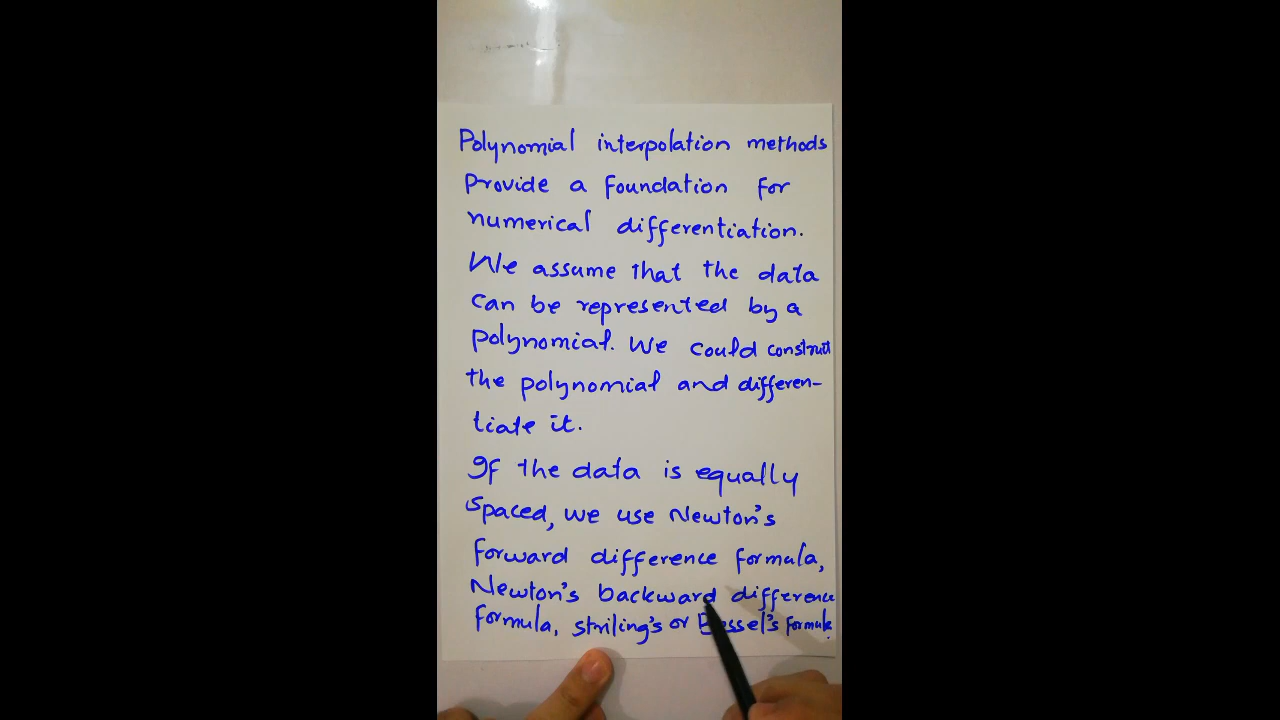 Polynomial interpolation methods
provide a foundation for
numerical differentiation.
We assume that the data
can be represented by a
polynomial. We could construct
the polynomial and differen-
tiate it.
If the data is equally
spaced, we use Newton's
forward difference formula,
Newton's backward difference
formula, striling's or Bessel's formula.